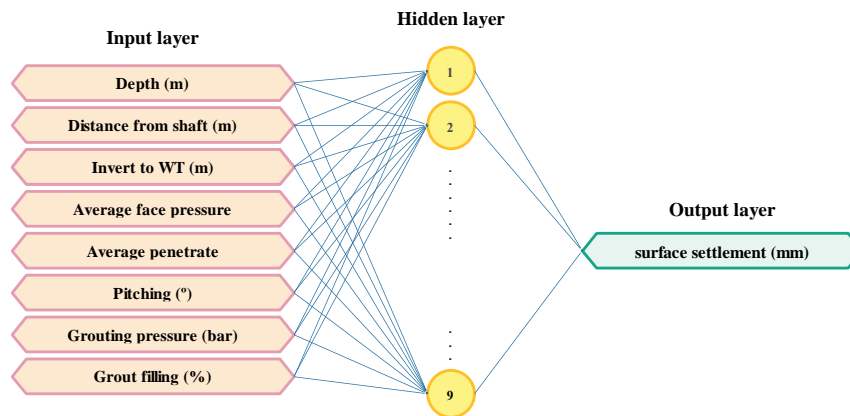 Input layer
Depth (m)
Distance from shaft (m)
Invert to WT (m)
Average face pressure
Average penetrate
Pitching (º)
Grouting pressure (bar)
Grout filling (%)
Hidden layer
1
2
9
Output layer
surface settlement (mm)